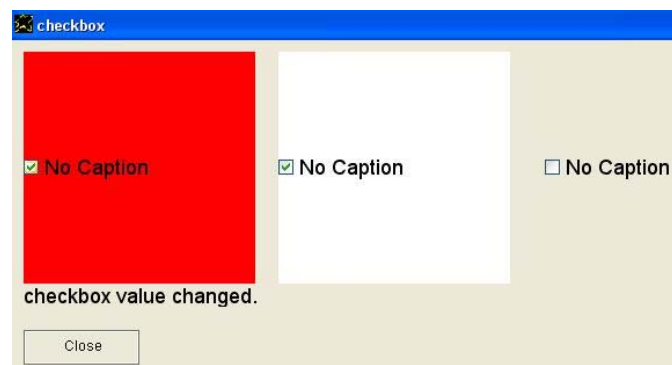 checkbox
No Caption
No Caption
No Caption
checkbox value changed.
Close